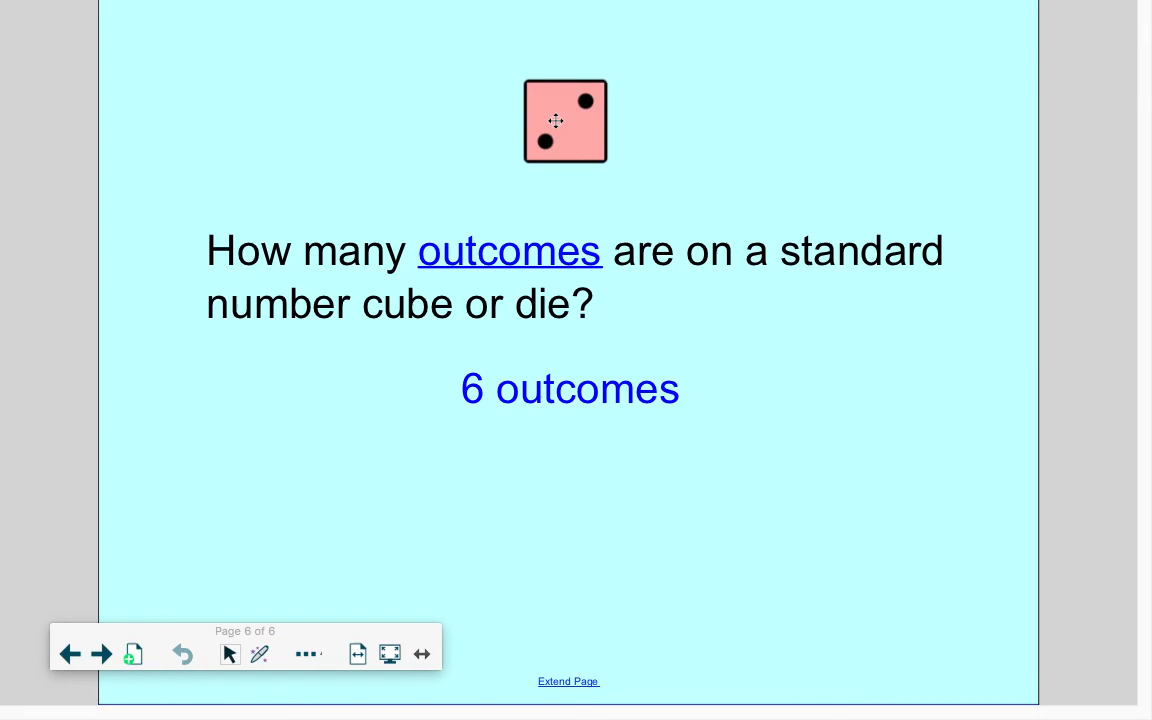 How many outcomes are on a standard
number cube or die?
6 outcomes
Page 6 of 6
Extend Page